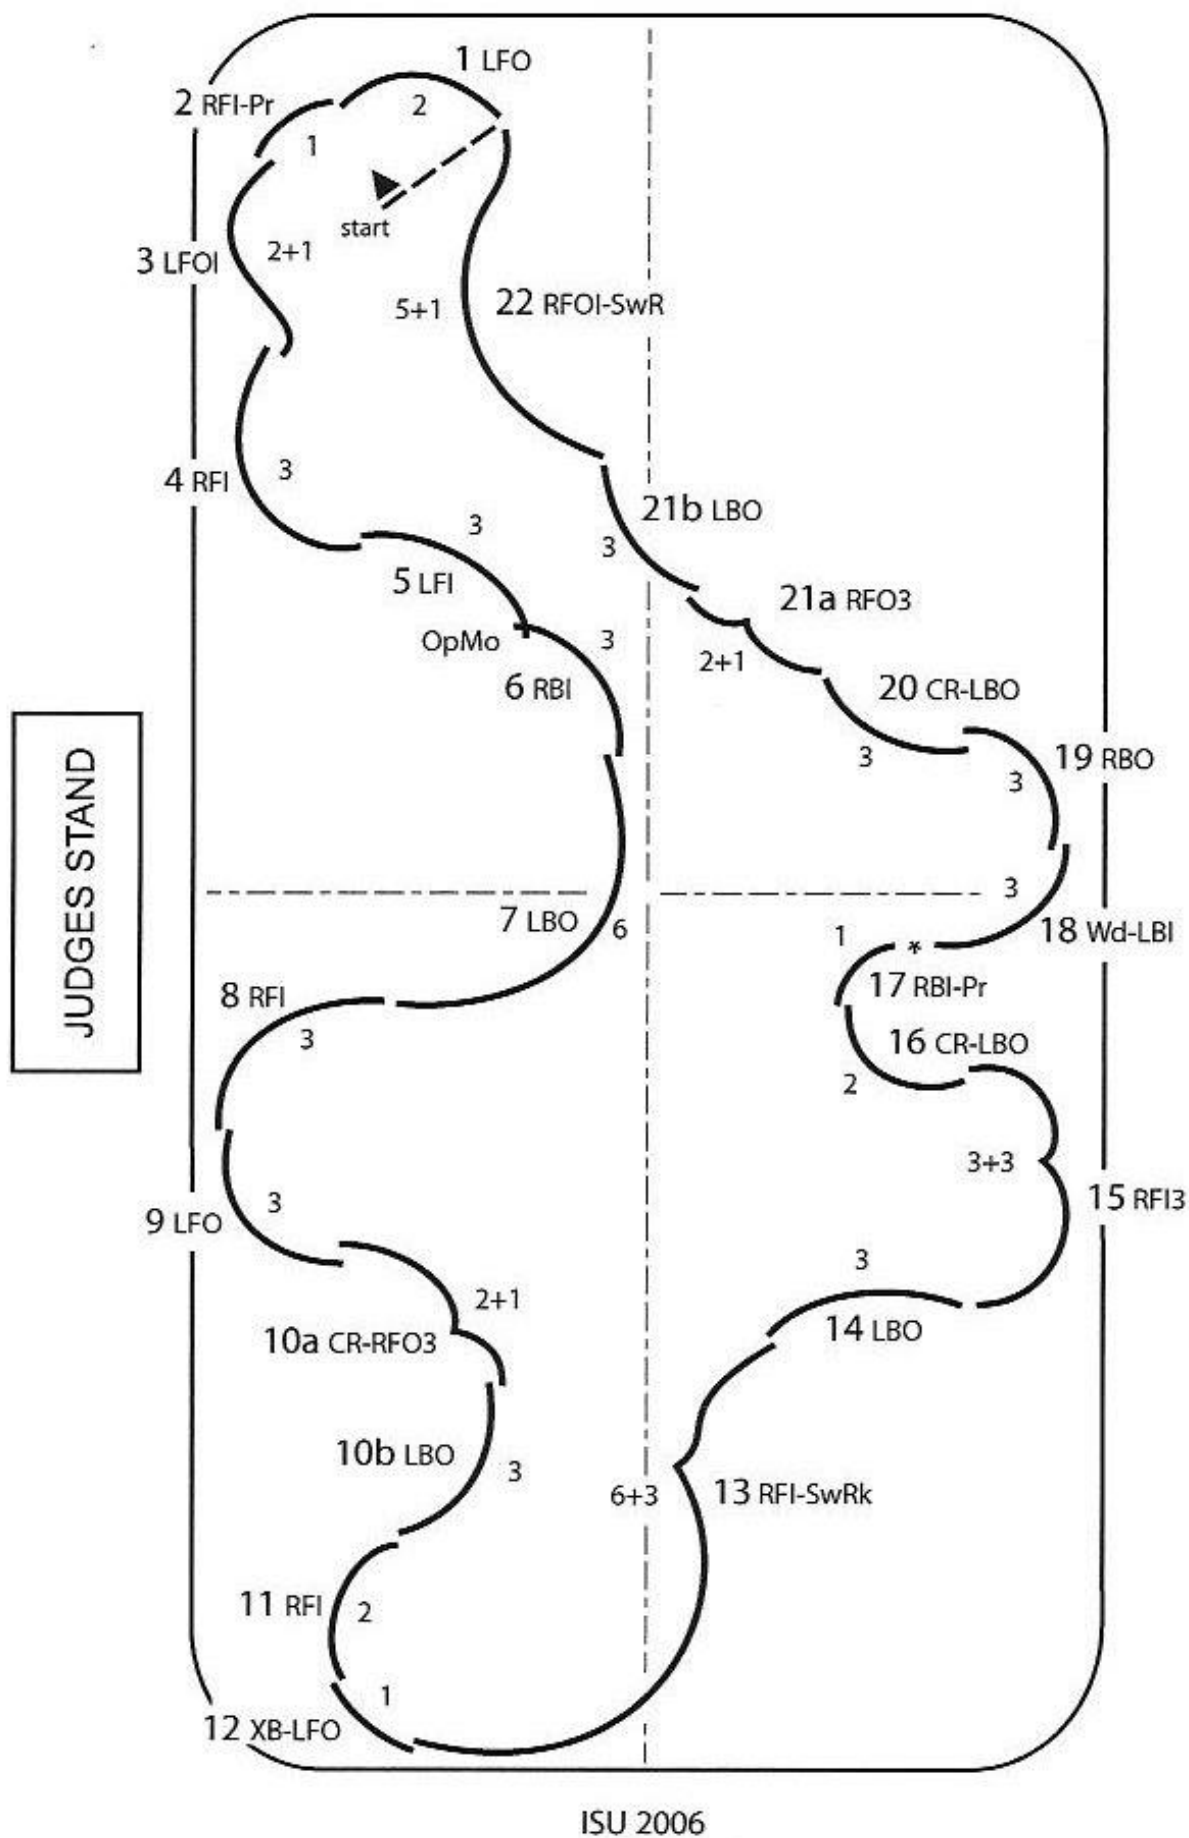 1 LFO
2
2 RFI-Pr
1
start
3 LFOI
2+1
5+1
22 RFOI-SwR
4 RFI
3
3
5 LFI
OpMo
3
6 RBI
21b LBO
3
21a RFO3
2+1
20 CR-LBO
3
19 RBO
3
JUDGES STAND
7 LBO
6
3
18 Wd-LBI
1
*
17 RBI-Pr
16 CR-LBO
2
8 RFI
3
3+3
15 RFI3
9 LFO
3
3
14 LBO
2+1
10a CR-RFO3
10b LBO
3
6+3
13 RFI-SwRk
11 RFI
2
1
12 XB-LFO
ISU 2006